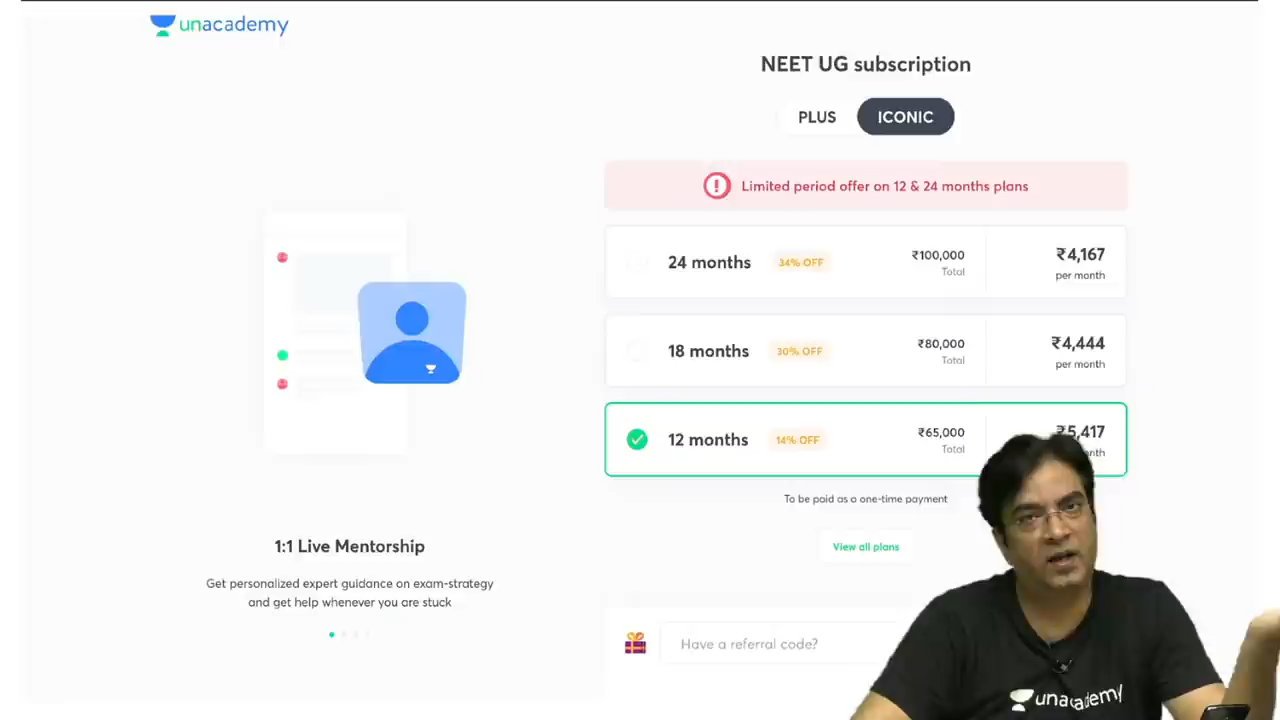 unacademy
NEET UG subscription
PLUS
ICONIC
Limited period offer on 12 & 24 months plans
24 months
34% OFF
₹100,000
Total
₹4,167
per month
18 months
30% OFF
₹80,000
Total
₹4,444
per month
12 months
14% OFF
₹65,000
Total
₹5,417
To be paid as a one-time payment
View all plans
1:1 Live Mentorship
Get personalized expert guidance on exam-strategy
and get help whenever you are stuck
Have a referral code?
unacademy